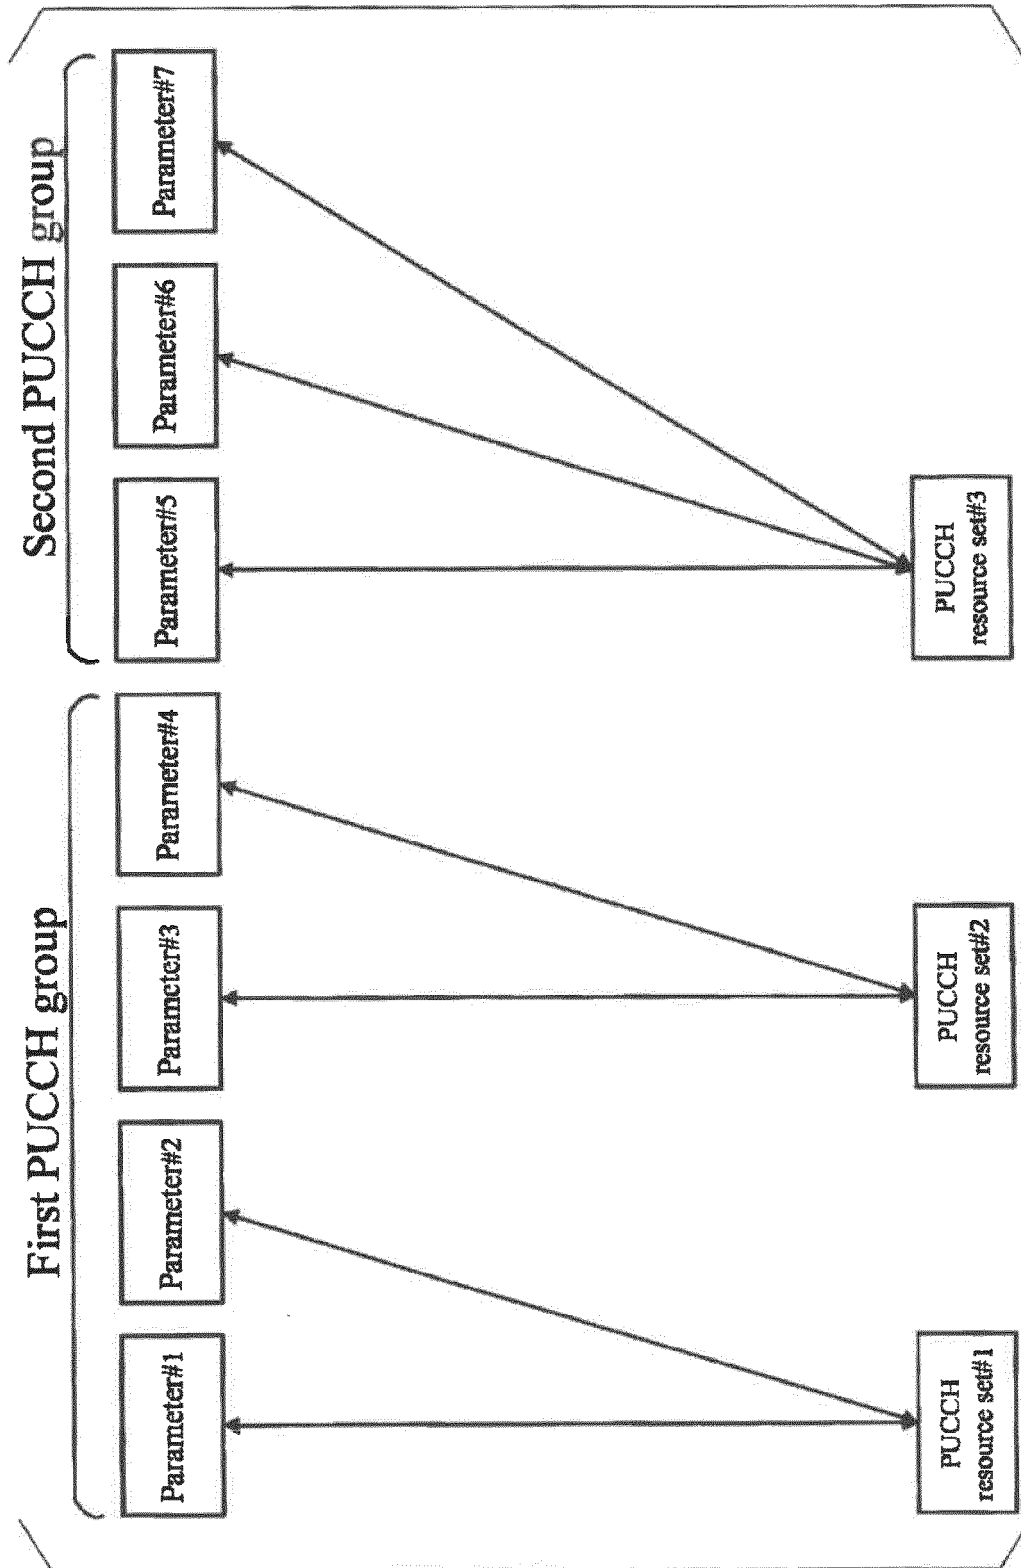 First PUCCH group
Second PUCCH group
Parameter#1
Parameter#2
Parameter#3
Parameter#4
Parameter#5
Parameter#6
Parameter#7
PUCCH
resource set#1
PUCCH
resource set#2
PUCCH
resource set#3